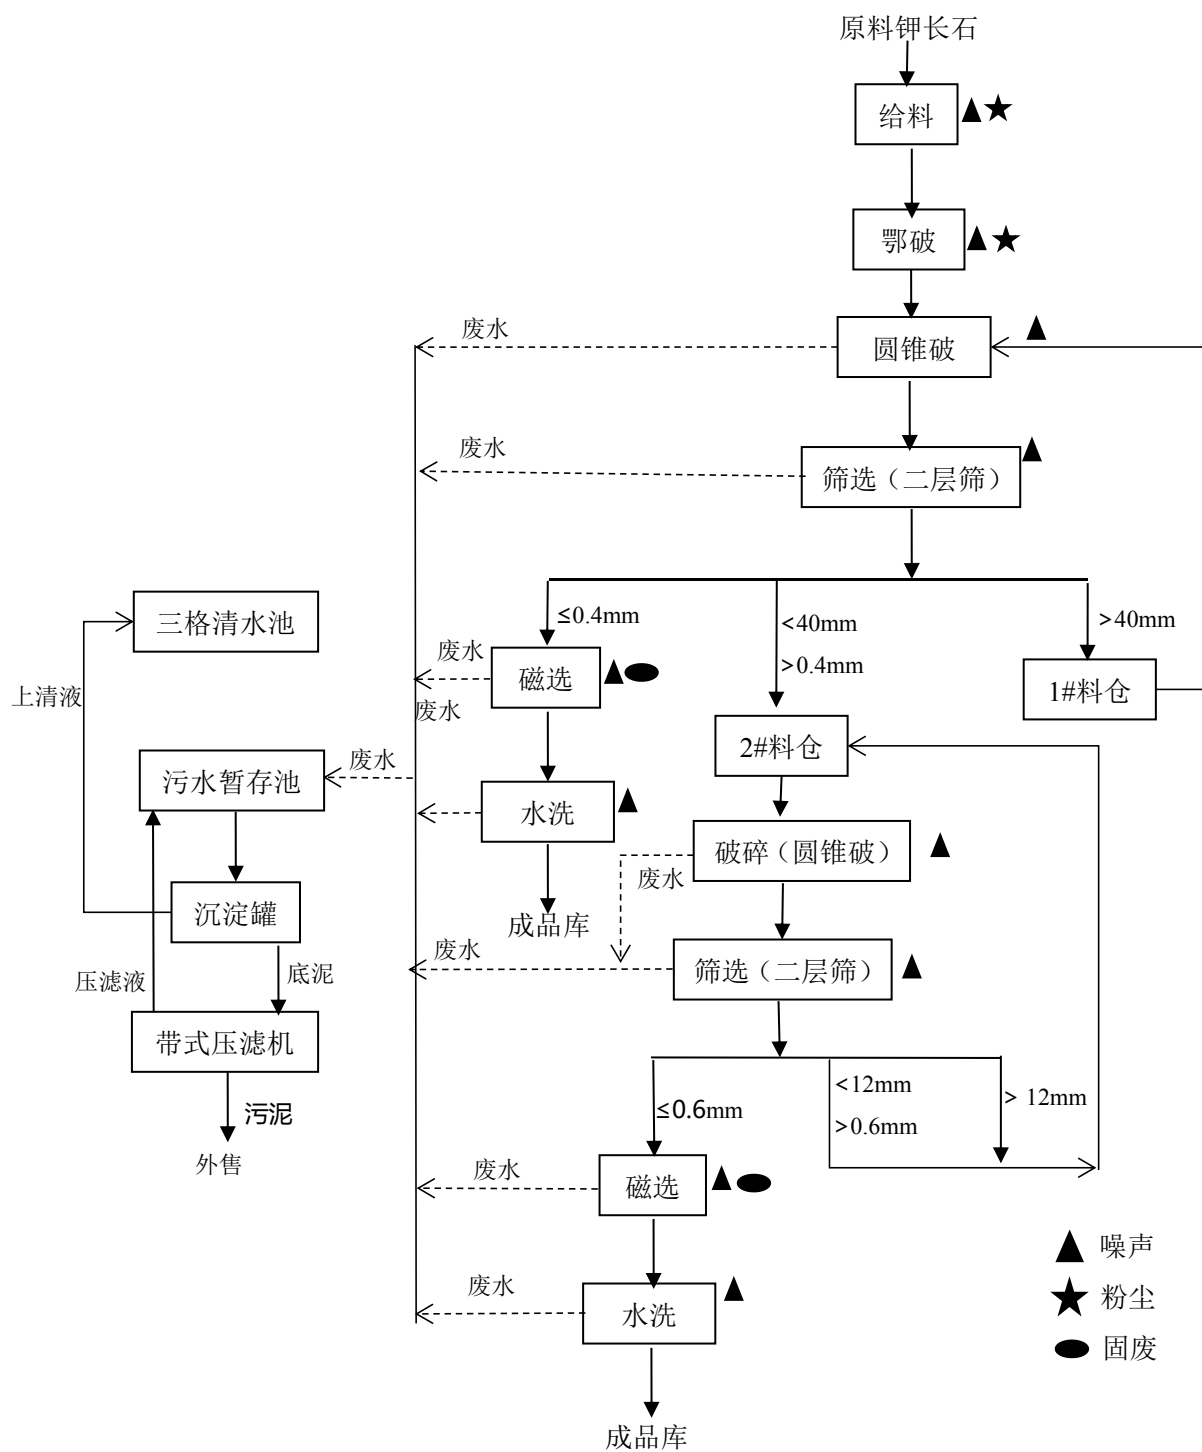 原料钾长石
给料
鄂破
废水
圆锥破
废水
筛选（二层筛）
≤0.4mm
<40mm
>0.4mm
>40mm
三格清水池
废水
磁选
1#料仓
上清液
废水
2#料仓
废水
污水暂存池
水洗
破碎（圆锥破）
废水
沉淀罐
成品库
废水
筛选（二层筛）
压滤液
底泥
带式压滤机
<12mm
> 12mm
≤0.6mm
>0.6mm
污泥
外售
废水
磁选
噪声
废水
粉尘
水洗
固废
成品库